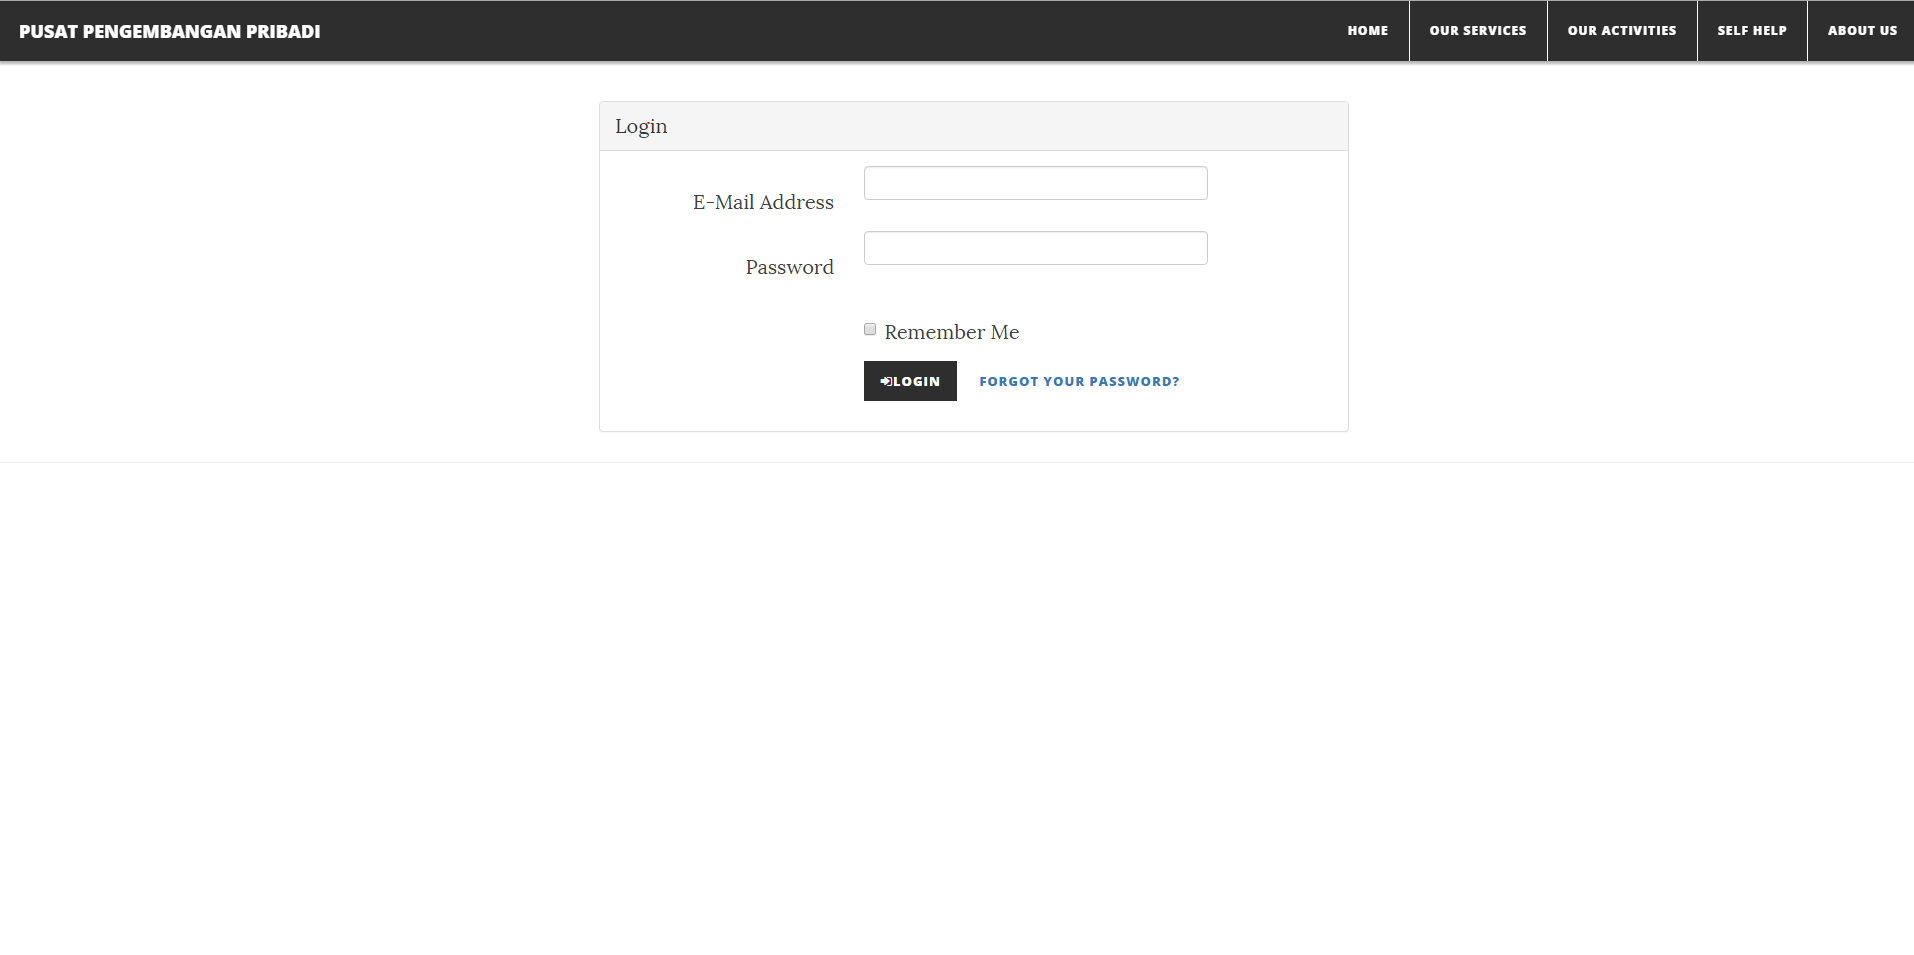 PUSAT PENGEMBANGAN PRIBADI
HOME
OUR SERVICES
OUR ACTIVITIES
SELF HELP
ABOUT US
Login
E-Mail Address
Password
Remember Me
LOGIN
FORGOT YOUR PASSWORD?